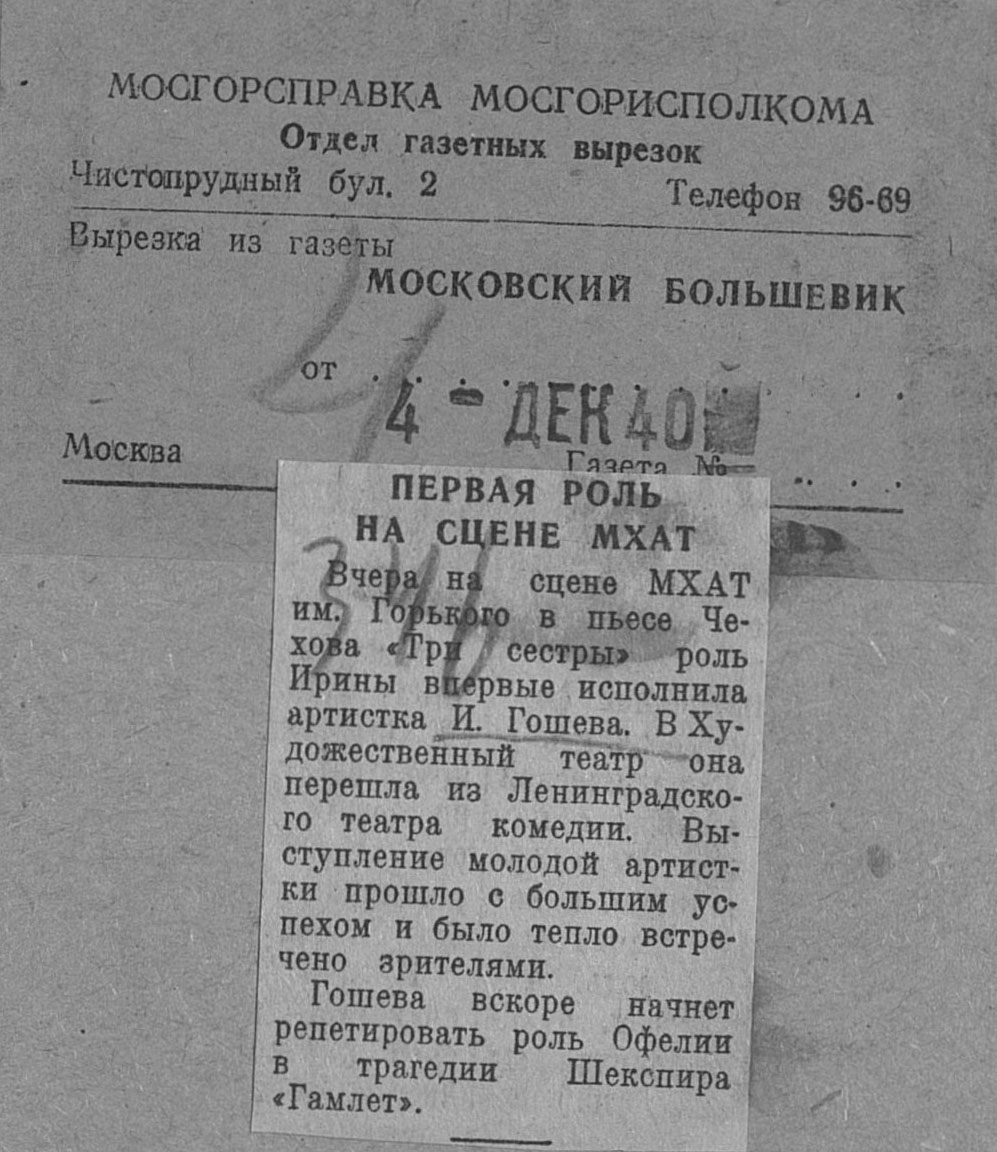 МОСГОРСПРАВКА МОСГОРИСПОЛКОМА
Отдел газетных вырезок
Чистопрудный бул. 2 Телефон 96-69
Вырезка из газеты
МОСКОВСКИЙ БОЛЬШЕВИК
от . 4 - ДЕК 40 . .
Москва Газета № . . . .
ПЕРВАЯ РОЛЬ
НА СЦЕНЕ МХАТ
Вчера на сцене МХАТ
им. Горького в пьесе Че-
хова «Три сестры» роль
Ирины впервые исполнила
артистка И. Гошева. В Ху-
дожественный театр она
перешла из Ленинградско-
го театра комедии. Вы-
ступление молодой артист-
ки прошло с большим ус-
пехом и было тепло встре-
чено зрителями.
Гошева вскоре начнет
репетировать роль Офелии
в трагедии Шекспира
«Гамлет».